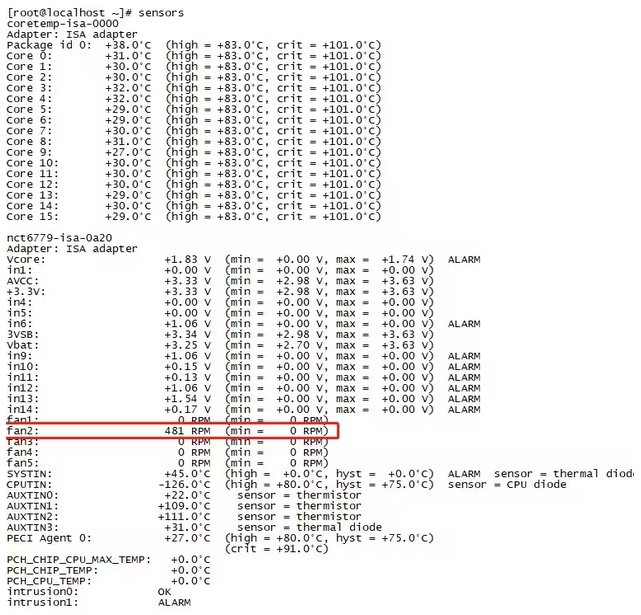 [root@localhost ~]# sensors
coretemp-isa-0000
Adapter: ISA adapter
Package id 0:  +38.0°C  (high = +83.0°C, crit = +101.0°C)
Core 0:        +31.0°C  (high = +83.0°C, crit = +101.0°C)
Core 1:        +30.0°C  (high = +83.0°C, crit = +101.0°C)
Core 2:        +30.0°C  (high = +83.0°C, crit = +101.0°C)
Core 3:        +32.0°C  (high = +83.0°C, crit = +101.0°C)
Core 4:        +32.0°C  (high = +83.0°C, crit = +101.0°C)
Core 5:        +29.0°C  (high = +83.0°C, crit = +101.0°C)
Core 6:        +29.0°C  (high = +83.0°C, crit = +101.0°C)
Core 7:        +30.0°C  (high = +83.0°C, crit = +101.0°C)
Core 8:        +31.0°C  (high = +83.0°C, crit = +101.0°C)
Core 9:        +27.0°C  (high = +83.0°C, crit = +101.0°C)
Core 10:       +30.0°C  (high = +83.0°C, crit = +101.0°C)
Core 11:       +30.0°C  (high = +83.0°C, crit = +101.0°C)
Core 12:       +30.0°C  (high = +83.0°C, crit = +101.0°C)
Core 13:       +29.0°C  (high = +83.0°C, crit = +101.0°C)
Core 14:       +30.0°C  (high = +83.0°C, crit = +101.0°C)
Core 15:       +29.0°C  (high = +83.0°C, crit = +101.0°C)
nct6779-isa-0a20
Adapter: ISA adapter
Vcore:                  +1.83 V  (min =  +0.00 V, max =  +1.74 V)  ALARM
in1:                    +0.00 V  (min =  +0.00 V, max =  +0.00 V)
AVCC:                   +3.33 V  (min =  +2.98 V, max =  +3.63 V)
+3.3V:                  +3.33 V  (min =  +2.98 V, max =  +3.63 V)
in4:                    +0.00 V  (min =  +0.00 V, max =  +0.00 V)
in5:                    +0.00 V  (min =  +0.00 V, max =  +0.00 V)
in6:                    +1.06 V  (min =  +0.00 V, max =  +0.00 V)  ALARM
3VSB:                   +3.34 V  (min =  +2.98 V, max =  +3.63 V)
Vbat:                   +3.25 V  (min =  +2.70 V, max =  +3.63 V)
in9:                    +1.06 V  (min =  +0.00 V, max =  +0.00 V)  ALARM
in10:                   +0.15 V  (min =  +0.00 V, max =  +0.00 V)  ALARM
in11:                   +0.13 V  (min =  +0.00 V, max =  +0.00 V)  ALARM
in12:                   +1.06 V  (min =  +0.00 V, max =  +0.00 V)  ALARM
in13:                   +1.54 V  (min =  +0.00 V, max =  +0.00 V)  ALARM
in14:                   +0.17 V  (min =  +0.00 V, max =  +0.00 V)  ALARM
fan1:                     0 RPM  (min =    0 RPM)
fan2:                   481 RPM  (min =    0 RPM)
fan3:                     0 RPM  (min =    0 RPM)
fan4:                     0 RPM  (min =    0 RPM)
fan5:                     0 RPM  (min =    0 RPM)
SYSTIN:                 +45.0°C  (high =  +0.0°C, hyst =  +0.0°C)  ALARM  sensor = thermal diode
CPUTIN:                -126.0°C  (high = +80.0°C, hyst = +75.0°C)  sensor = CPU diode
AUXTIN0:                +22.0°C    sensor = thermistor
AUXTIN1:               +109.0°C    sensor = thermistor
AUXTIN2:               +111.0°C    sensor = thermistor
AUXTIN3:                +31.0°C    sensor = thermal diode
PECI Agent 0:           +27.0°C  (high = +80.0°C, hyst = +75.0°C)
(crit = +91.0°C)
PCH_CHIP_CPU_MAX_TEMP:   +0.0°C
PCH_CHIP_TEMP:           +0.0°C
PCH_CPU_TEMP:            +0.0°C
intrusion0:            OK
intrusion1:            ALARM